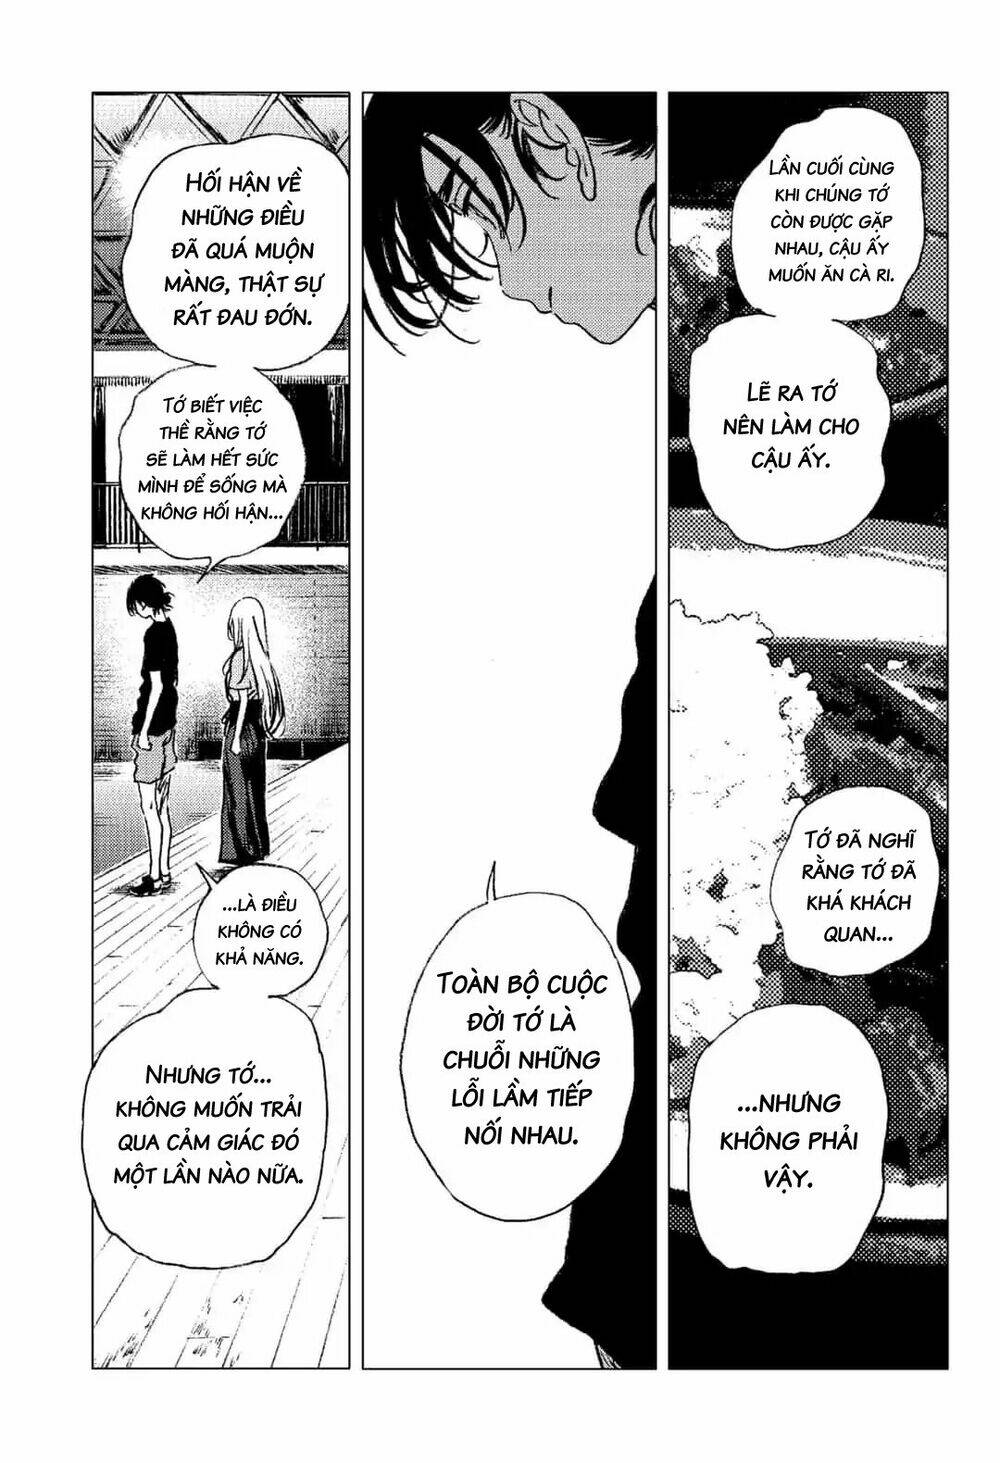 LẦN CUỐI CÙNG
KHI CHÚNG TỚ
CÒN ĐƯỢC GẶP
NHAU, CẬU ẤY
MUỐN ĂN CÀ RI.
LẼ RA TỚ
NÊN LÀM CHO
CẬU ẤY.
TỚ ĐÃ NGHĨ
RẰNG TỚ ĐÃ
KHÁ KHÁCH
QUAN...
...NHƯNG
KHÔNG PHẢI
VẬY.
TOÀN BỘ CUỘC
ĐỜI TỚ LÀ
CHUỖI NHỮNG
LỖI LẦM TIẾP
NỐI NHAU.
HỐI HẬN VỀ
NHỮNG ĐIỀU
ĐÃ QUÁ MUỘN
MÀNG, THẬT SỰ
RẤT ĐAU ĐỚN.
TỚ BIẾT VIỆC
THỀ RẰNG TỚ
SẼ LÀM HẾT SỨC
MÌNH ĐỂ SỐNG MÀ
KHÔNG HỐI HẬN...
...LÀ ĐIỀU
KHÔNG CÓ
KHẢ NĂNG.
NHƯNG TỚ...
KHÔNG MUỐN TRẢI
QUA CẢM GIÁC ĐÓ
MỘT LẦN NÀO NỮA.